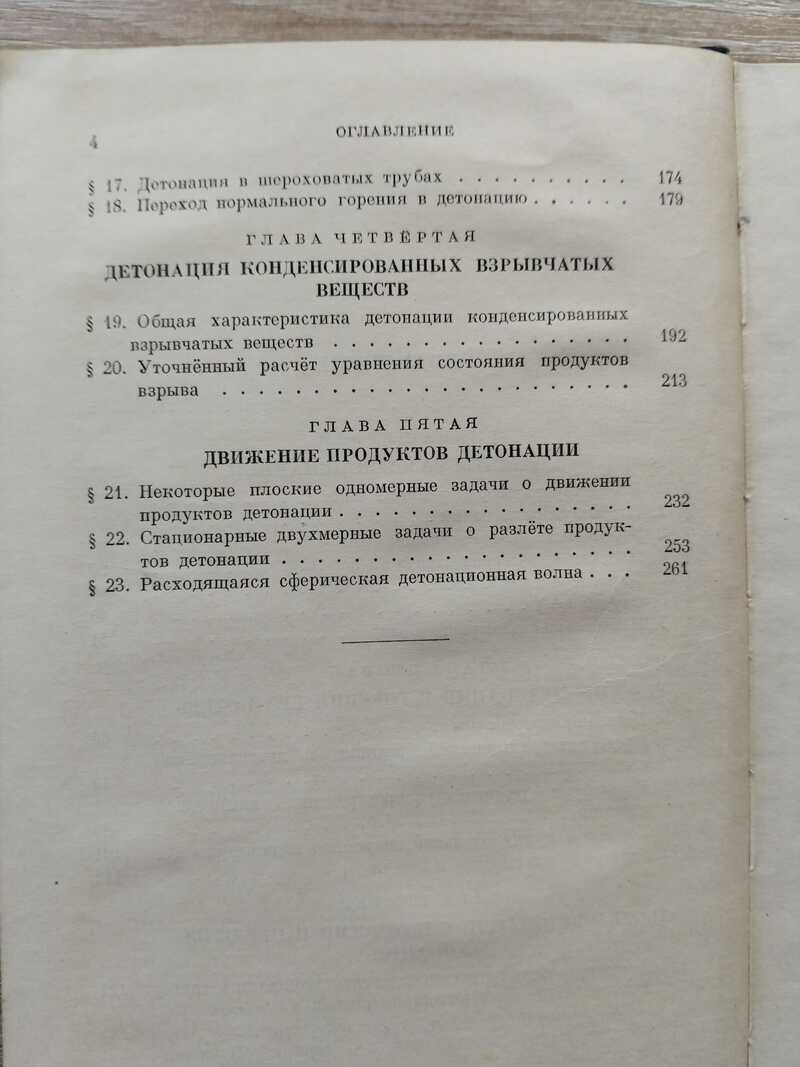 4 ОГЛАВЛЕНИЕ
§ 17. Детонация в шероховатых трубах . . . . . . . . . . 174
§ 18. Переход нормального горения в детонацию . . . . . . 179
ГЛАВА ЧЕТВЁРТАЯ
ДЕТОНАЦИЯ КОНДЕНСИРОВАННЫХ ВЗРЫВЧАТЫХ
ВЕЩЕСТВ
§ 19. Общая характеристика детонации конденсированных
взрывчатых веществ . . . . . . . . . . . . . . . . . 192
§ 20. Уточнённый расчёт уравнения состояния продуктов
взрыва . . . . . . . . . . . . . . . . . . . . . . . 213
ГЛАВА ПЯТАЯ
ДВИЖЕНИЕ ПРОДУКТОВ ДЕТОНАЦИИ
§ 21. Некоторые плоские одномерные задачи о движении
продуктов детонации . . . . . . . . . . . . . . . . . 232
§ 22. Стационарные двухмерные задачи о разлёте продук-
тов детонации . . . . . . . . . . . . . . . . . . . . 253
§ 23. Расходящаяся сферическая детонационная волна . . . 261